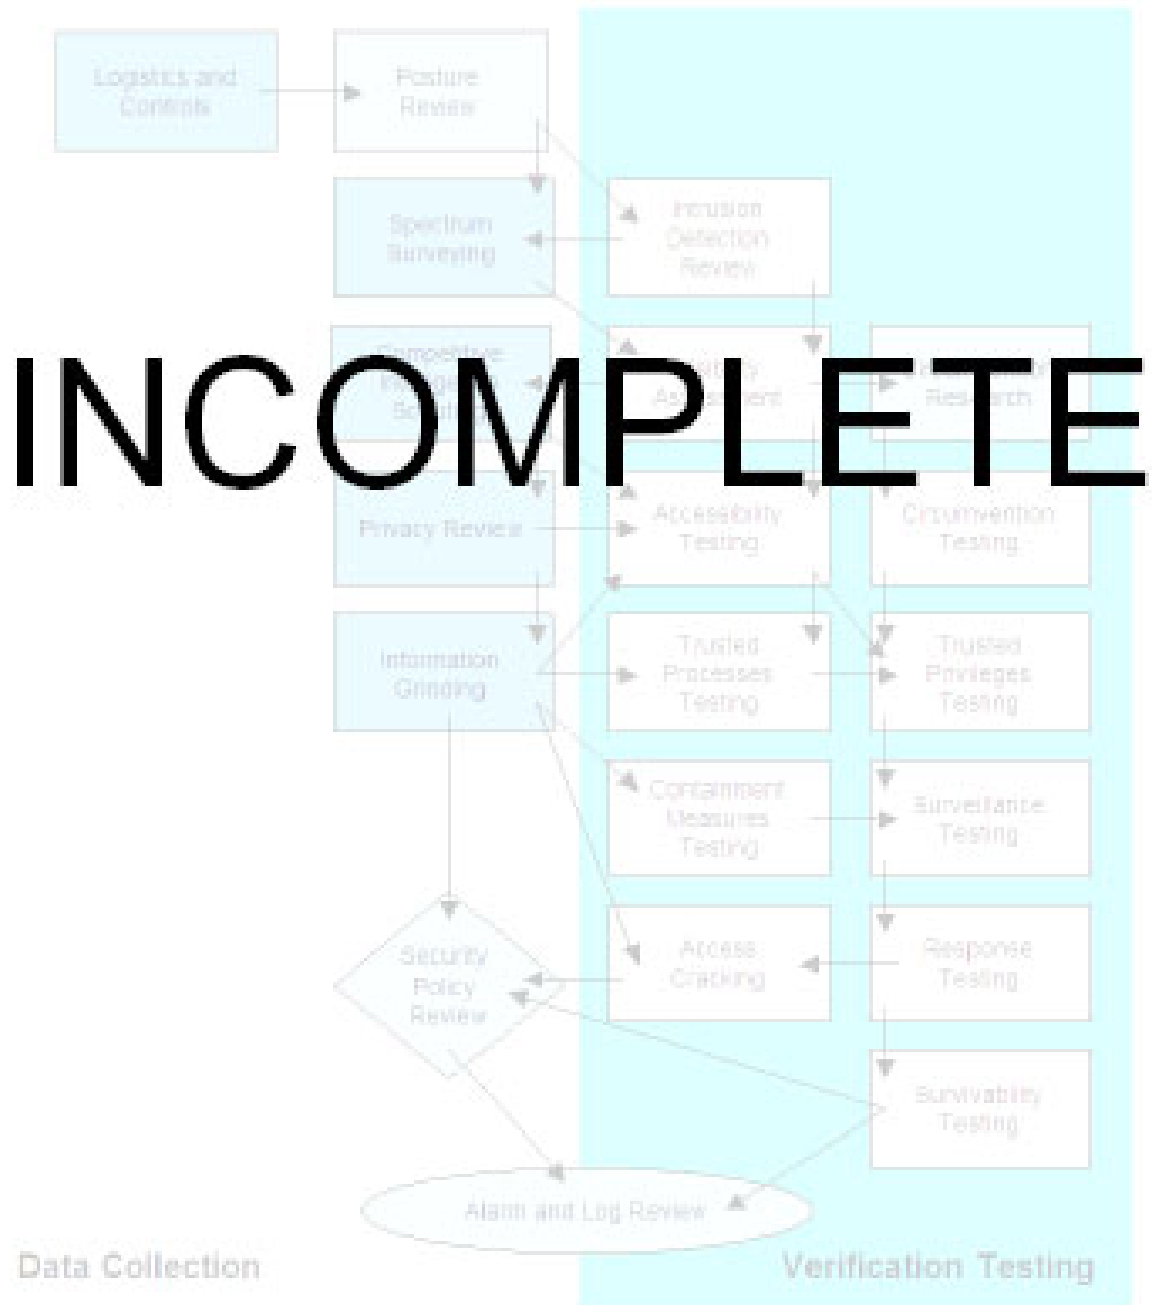 Logistics and
Controls
Posture
Review
Spectrum
Surveying
Intrusion
Detection
Review
INCOMPLETE
Competitive
Privacy Review
Accessibility
Testing
Circumvention
Testing
Information
Grinding
Trusted
Processes
Testing
Trusted
Privileges
Testing
Containment
Measures
Testing
Surveillance
Testing
Security
Policy
Review
Access
Cracking
Response
Testing
Survivability
Testing
Alarm and Log Review
Data Collection
Verification Testing